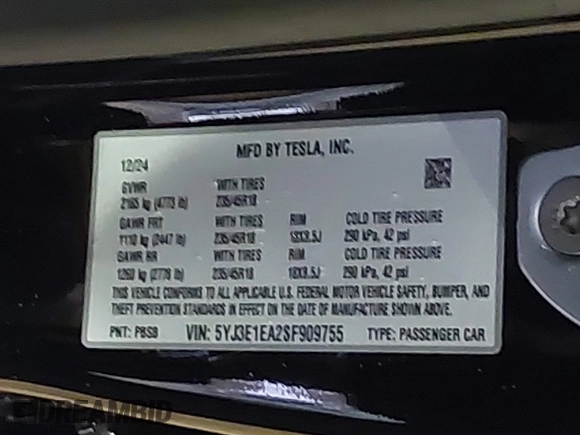 MFD BY TESLA, INC.
12/24
GVWR WITH TIRES
2165 kg (4773 lb) 235/45R18
GAWR FRT WITH TIRES RIM COLD TIRE PRESSURE
1110 kg (2447 lb) 235/45R18 18X8.5J 290 kPa, 42 psi
GAWR RR WITH TIRES RIM COLD TIRE PRESSURE
1260 kg (2778 lb) 235/45R18 18X8.5J 290 kPa, 42 psi
THIS VEHICLE CONFORMS TO ALL APPLICABLE U.S. FEDERAL MOTOR VEHICLE SAFETY, BUMPER, AND
THEFT PREVENTION STANDARDS IN EFFECT ON THE DATE OF MANUFACTURE SHOWN ABOVE.
PNT: PBSB VIN: 5YJ3E1EA2SF909755 TYPE: PASSENGER CAR
DREAMBID